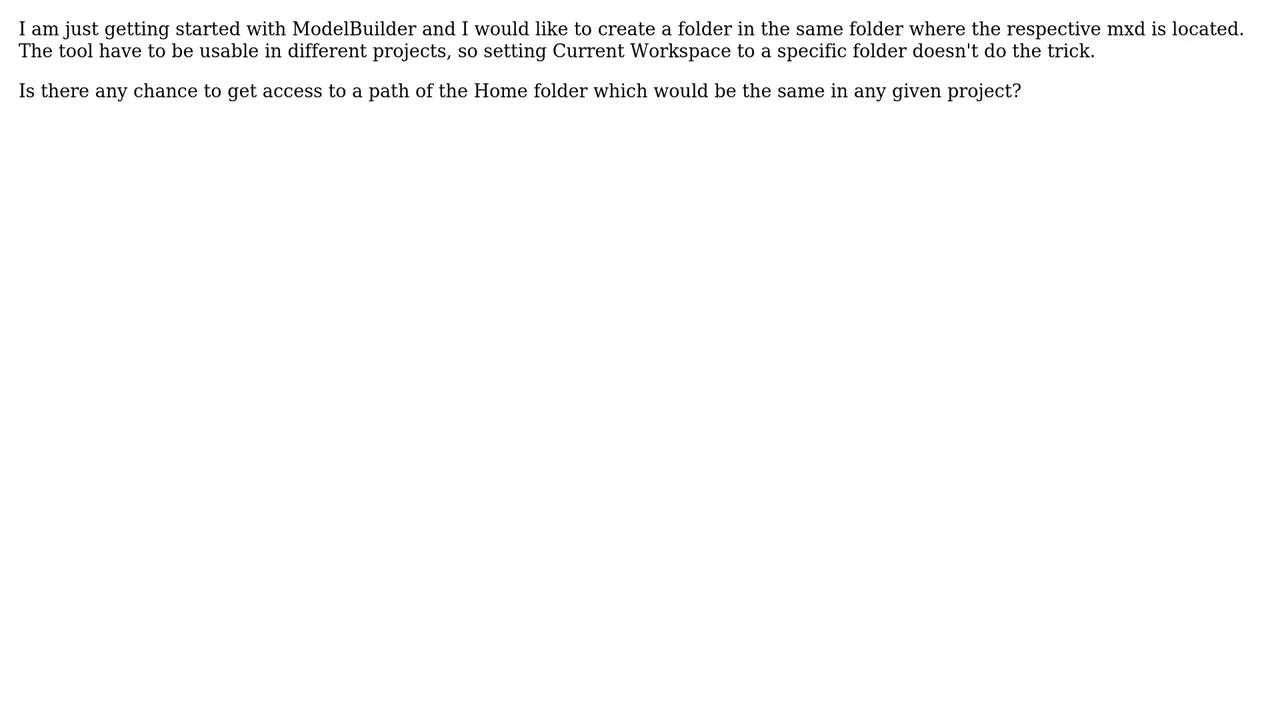 I am just getting started with ModelBuilder and I would like to create a folder in the same folder where the respective mxd is located.
The tool have to be usable in different projects, so setting Current Workspace to a specific folder doesn't do the trick.
Is there any chance to get access to a path of the Home folder which would be the same in any given project?